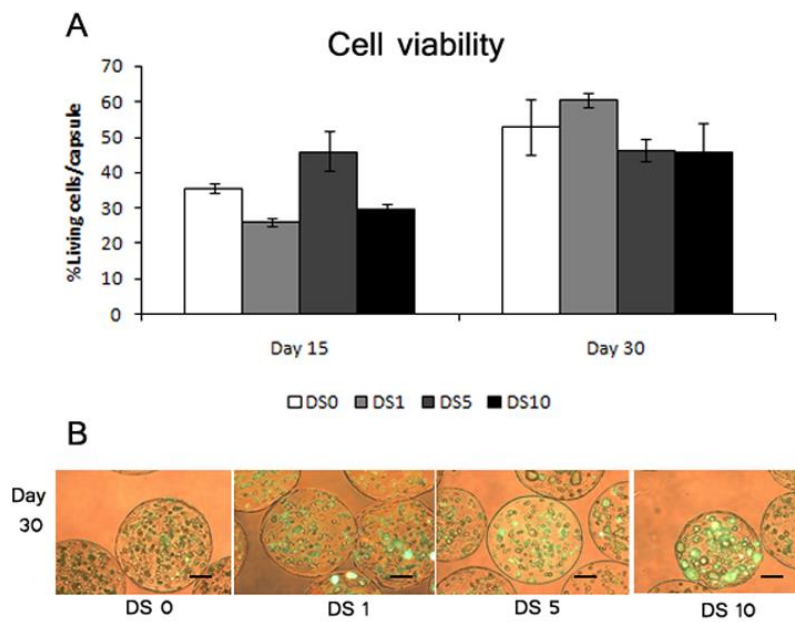 A
Cell viability
%Living cells/capsule
70
60
50
40
30
20
10
0
Day 15 Day 30
DS0 DS1 DS5 DS10
B
Day
30
DS 0 DS 1 DS 5 DS 10